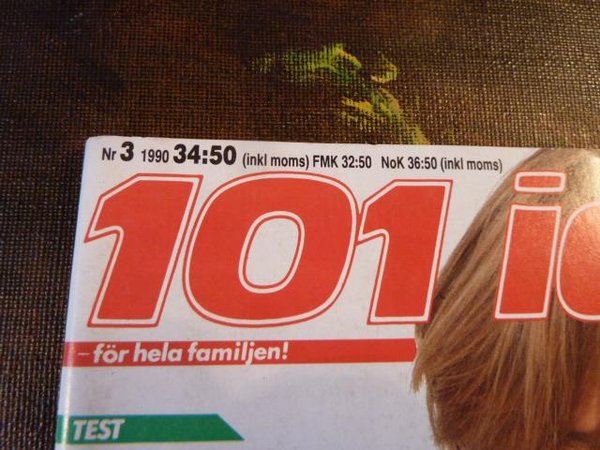 Nr 3 1990 34:50 (inkl moms) FMK 32:50 NoK 36:50 (inkl moms)
101 i
- för hela familjen!
TEST